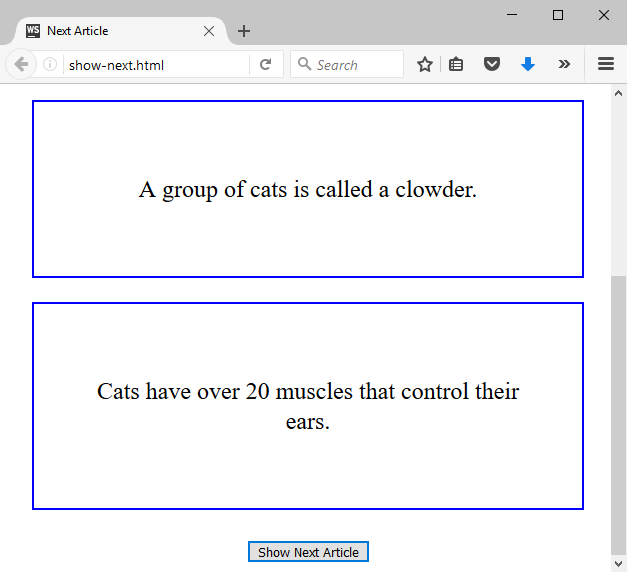 WS Next Article
show-next.html
Search
A group of cats is called a clowder.
Cats have over 20 muscles that control their
ears.
Show Next Article